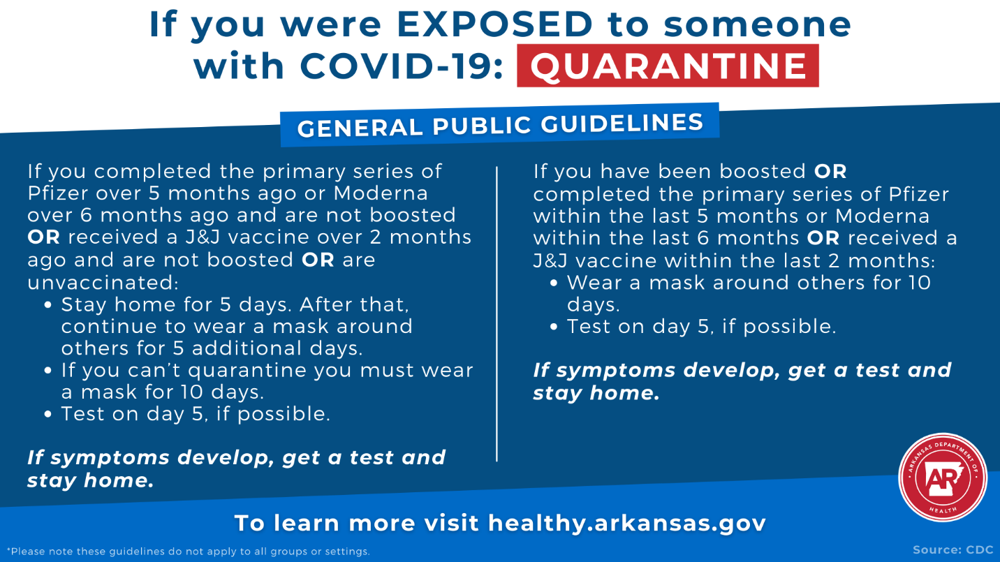 If you were EXPOSED to someone
with COVID-19: QUARANTINE
GENERAL PUBLIC GUIDELINES
If you completed the primary series of
Pfizer over 5 months ago or Moderna
over 6 months ago and are not boosted
OR received a J&J vaccine over 2 months
ago and are not boosted OR are
unvaccinated:
• Stay home for 5 days. After that,
continue to wear a mask around
others for 5 additional days.
• If you can’t quarantine you must wear
a mask for 10 days.
• Test on day 5, if possible.
If symptoms develop, get a test and
stay home.
If you have been boosted OR
completed the primary series of Pfizer
within the last 5 months or Moderna
within the last 6 months OR received a
J&J vaccine within the last 2 months:
• Wear a mask around others for 10
days.
• Test on day 5, if possible.
If symptoms develop, get a test and
stay home.
• ARKANSAS DEPARTMENT OF •
AR
HEALTH
To learn more visit healthy.arkansas.gov
*Please note these guidelines do not apply to all groups or settings.
Source: CDC